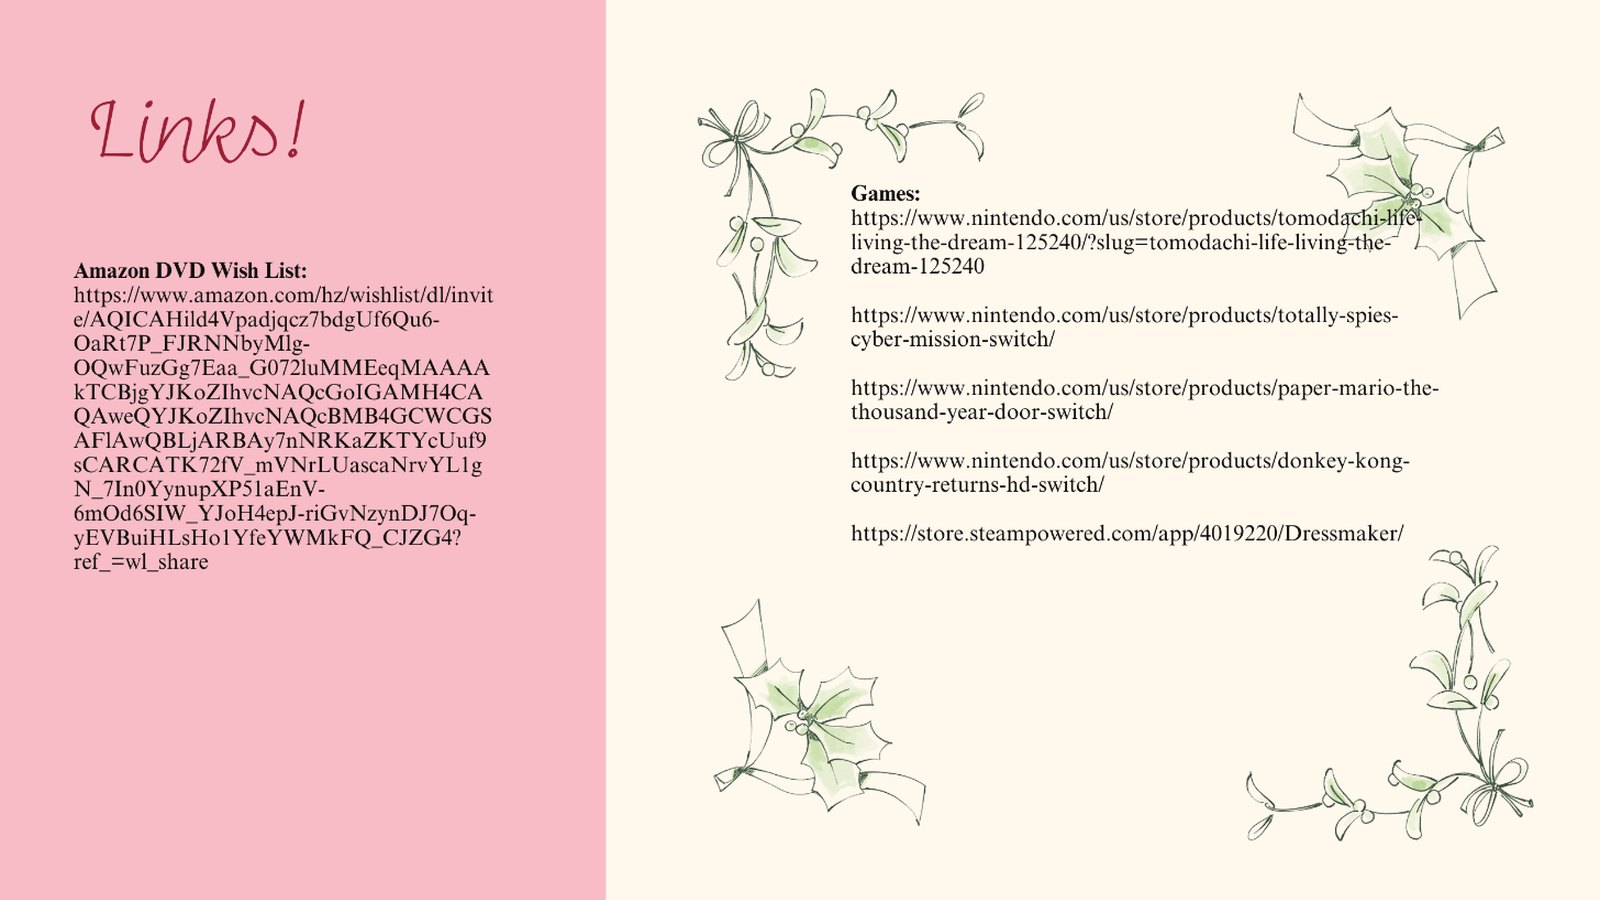 Links!
Amazon DVD Wish List:
https://www.amazon.com/hz/wishlist/dl/invit
e/AQICAHild4Vpadjqcz7bdgUf6Qu6-
OaRt7P_FJRNNbyMlg-
OQwFuzGg7Eaa_G072luMMEeqMAAAA
kTCBjgYJKoZIhvcNAQcGoIGAMH4CA
QAweQYJKoZIhvcNAQcBMB4GCWCGS
AFlAwQBLjARBAy7nNRKaZKTYcUuf9
sCARCATK72fV_mVNrLUascaNrvYL1g
N_7In0YynupXP51aEnV-
6mOd6SIW_YJoH4epJ-riGvNzynDJ7Oq-
yEVBuiHLsHo1YfeYWMkFQ_CJZG4?
ref_=wl_share
Games:
https://www.nintendo.com/us/store/products/tomodachi-life-
living-the-dream-125240/?slug=tomodachi-life-living-the-
dream-125240
https://www.nintendo.com/us/store/products/totally-spies-
cyber-mission-switch/
https://www.nintendo.com/us/store/products/paper-mario-the-
thousand-year-door-switch/
https://www.nintendo.com/us/store/products/donkey-kong-
country-returns-hd-switch/
https://store.steampowered.com/app/4019220/Dressmaker/